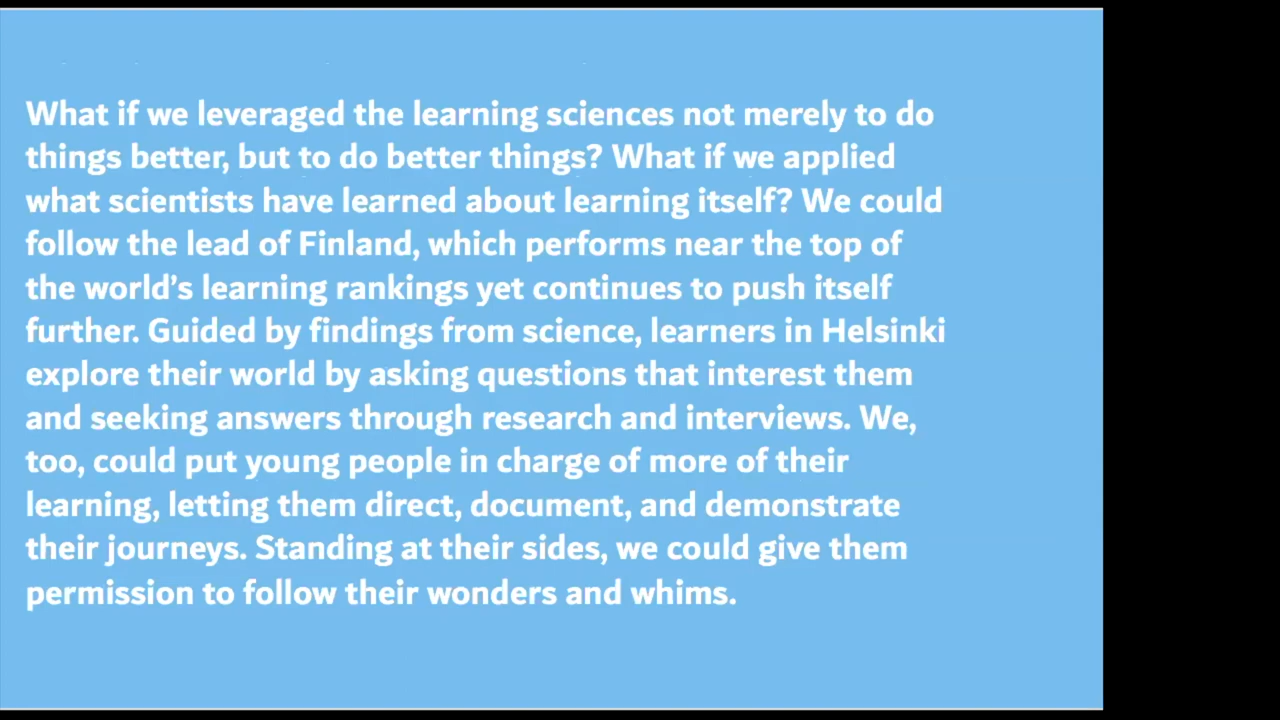 What if we leveraged the learning sciences not merely to do
things better, but to do better things? What if we applied
what scientists have learned about learning itself? We could
follow the lead of Finland, which performs near the top of
the world’s learning rankings yet continues to push itself
further. Guided by findings from science, learners in Helsinki
explore their world by asking questions that interest them
and seeking answers through research and interviews. We,
too, could put young people in charge of more of their
learning, letting them direct, document, and demonstrate
their journeys. Standing at their sides, we could give them
permission to follow their wonders and whims.